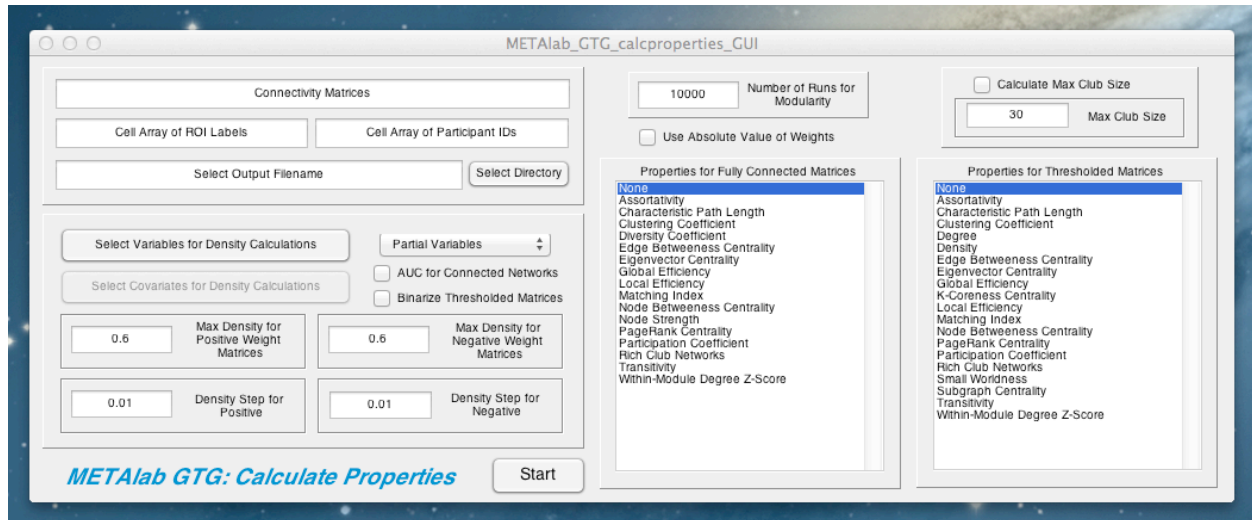 METAlab_GTG_calcproperties_GUI
Connectivity Matrices
Cell Array of ROI Labels
Cell Array of Participant IDs
Select Output Filename
Select Directory
Select Variables for Density Calculations
Partial Variables
Select Covariates for Density Calculations
AUC for Connected Networks
Binarize Thresholded Matrices
0.6
Max Density for
Positive Weight
Matrices
0.6
Max Density for
Negative Weight
Matrices
0.01
Density Step for
Positive
0.01
Density Step for
Negative
METAlab GTG: Calculate Properties
Start
10000
Number of Runs for
Modularity
Use Absolute Value of Weights
Calculate Max Club Size
30
Max Club Size
Properties for Fully Connected Matrices
None
Assortativity
Characteristic Path Length
Clustering Coefficient
Diversity Coefficient
Edge Betweeness Centrality
Eigenvector Centrality
Global Efficiency
Local Efficiency
Matching Index
Node Betweeness Centrality
Node Strength
PageRank Centrality
Participation Coefficient
Rich Club Networks
Transitivity
Within-Module Degree Z-Score
Properties for Thresholded Matrices
None
Assortativity
Characteristic Path Length
Clustering Coefficient
Degree
Density
Edge Betweeness Centrality
Eigenvector Centrality
Global Efficiency
K-Coreness Centrality
Local Efficiency
Matching Index
Node Betweeness Centrality
PageRank Centrality
Participation Coefficient
Rich Club Networks
Small Worldness
Subgraph Centrality
Transitivity
Within-Module Degree Z-Score